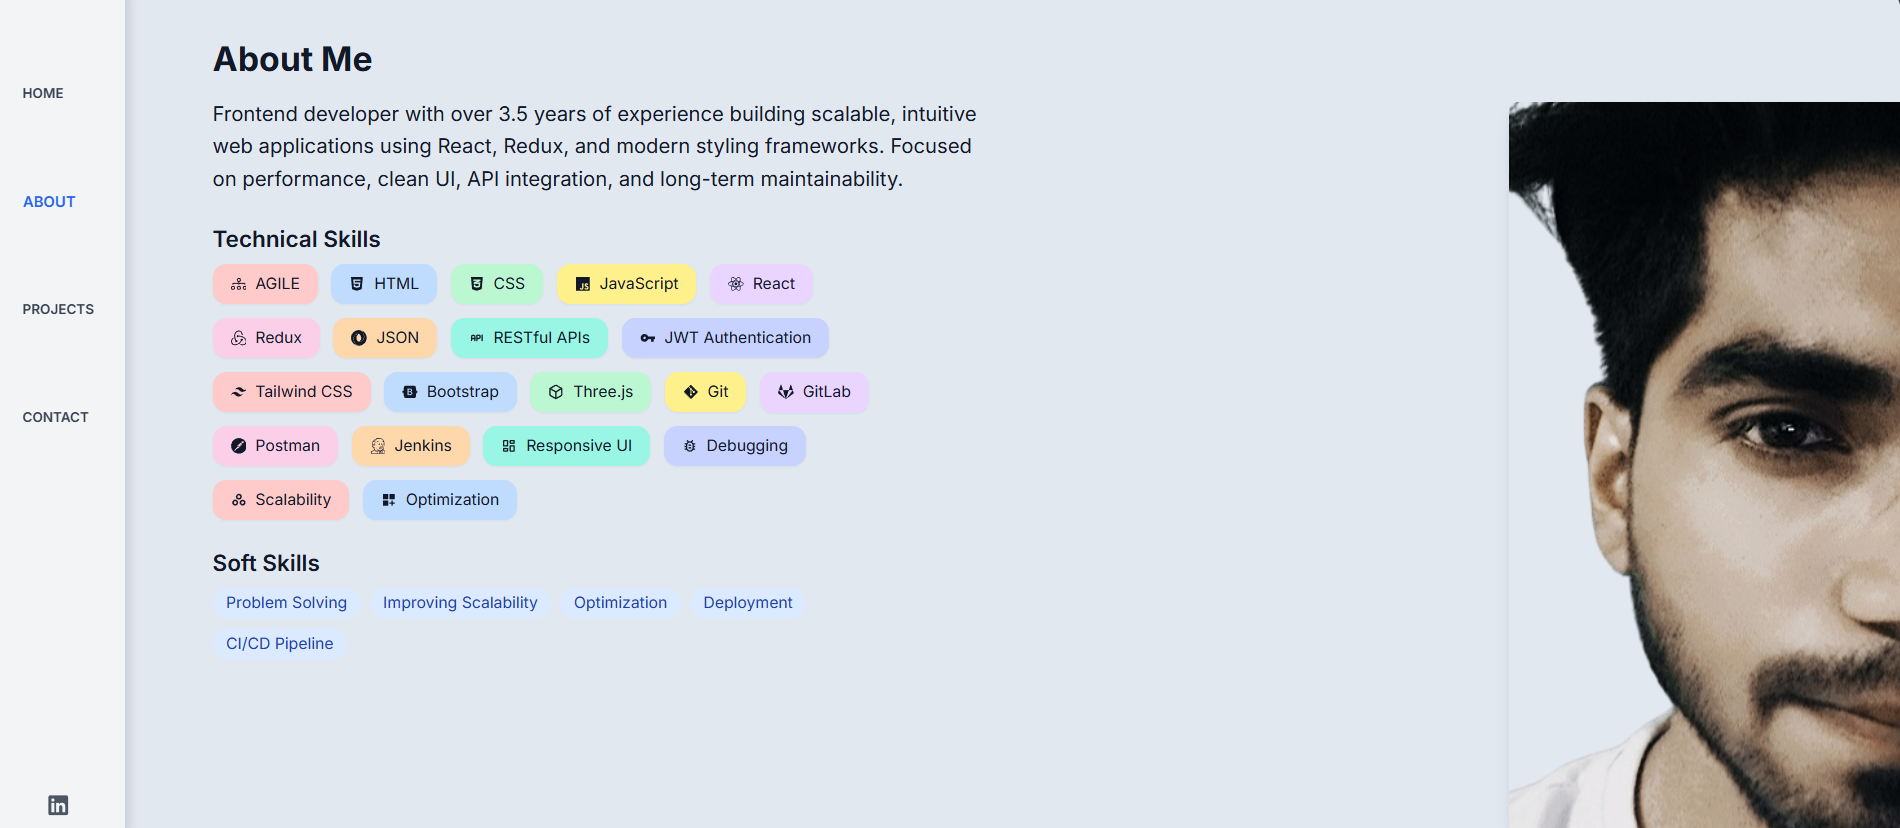 HOME
ABOUT
PROJECTS
CONTACT
in
About Me
Frontend developer with over 3.5 years of experience building scalable, intuitive
web applications using React, Redux, and modern styling frameworks. Focused
on performance, clean UI, API integration, and long-term maintainability.
Technical Skills
AGILE HTML CSS JS JavaScript React
Redux JSON API RESTful APIs JWT Authentication
Tailwind CSS B Bootstrap Three.js Git GitLab
Postman Jenkins Responsive UI Debugging
Scalability Optimization
Soft Skills
Problem Solving Improving Scalability Optimization Deployment
CI/CD Pipeline